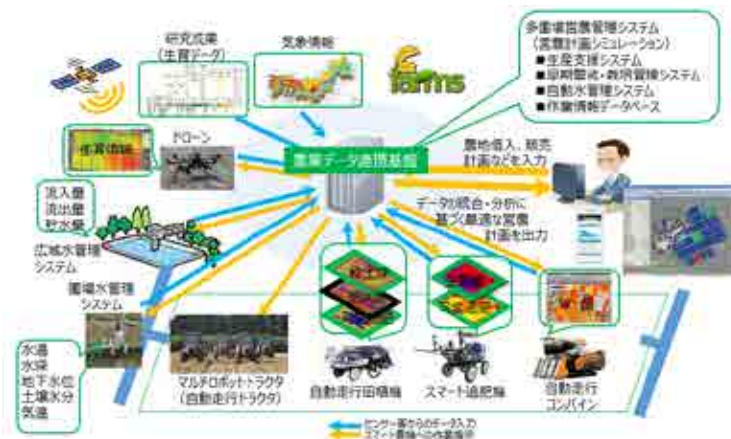 研究成果
(生育データ)
気象情報
farms
多圃場営農管理システム
(営農計画シミュレーション)
■生産支援システム
■早期警戒・栽培管理システム
■自動水管理システム
■作業情報データベース
生育情報
ドローン
農業データ連携基盤
農地借入、販売
計画などを入力
流入量
流出量
貯水量
データの統合・分析に
基づく最適な営農
計画を出力
広域水管理
システム
圃場水管理
システム
水温
水深
地下水位
土壌水分
気温
マルチロボットトラクタ
(自動走行トラクタ)
自動走行田植機
スマート追肥機
自動走行
コンバイン
センサー等からのデータ入力
スマート農機への作業指示